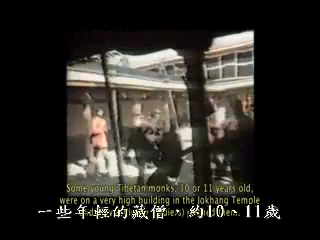 Some young Tibetan monks, 10 or 11 years old,
were on a very high building in the Jokhang Temple
一些年輕的藏僧，約10、11歲